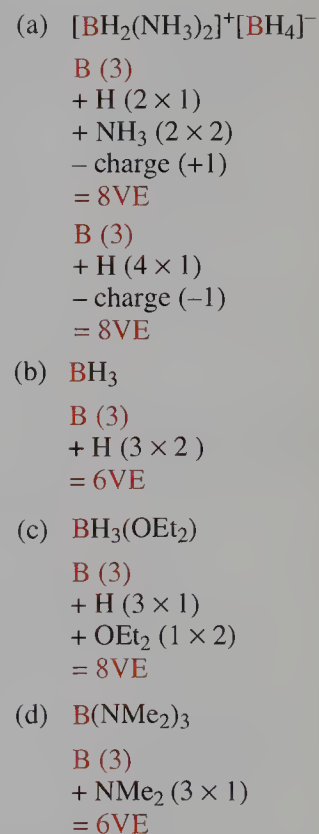 (a) [BH₂(NH₃)₂]⁺[BH₄]⁻
B (3)
+ H (2 × 1)
+ NH₃ (2 × 2)
– charge (+1)
= 8VE
B (3)
+ H (4 × 1)
– charge (–1)
= 8VE
(b) BH₃
B (3)
+ H (3 × 2 )
= 6VE
(c) BH₃(OEt₂)
B (3)
+ H (3 × 1)
+ OEt₂ (1 × 2)
= 8VE
(d) B(NMe₂)₃
B (3)
+ NMe₂ (3 × 1)
= 6VE